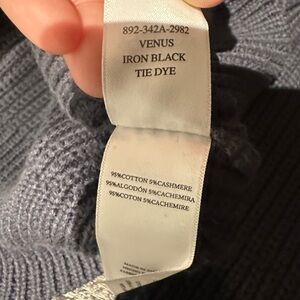 892-342A-2982
VENUS
IRON BLACK
TIE DYE
95%COTTON 5%CASHMERE
95%ALGODÓN 5%CACHEMIRA
95%COTON 5%CACHEMIRE